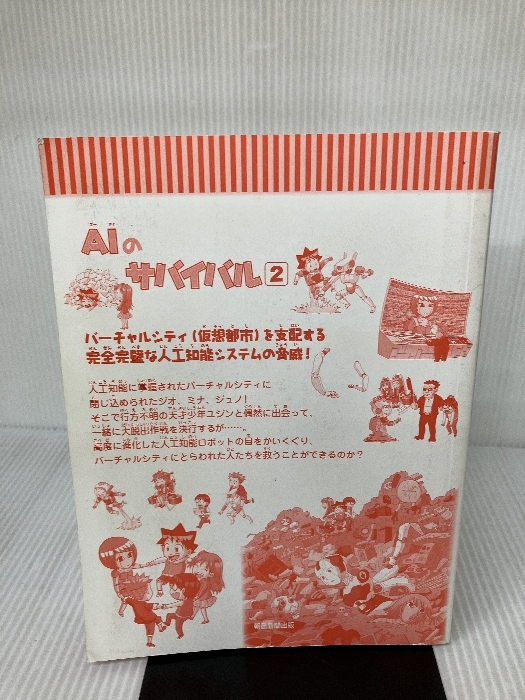 AIの
サバイバル2
バーチャルシティ(仮想都市)を支配する
完全完璧な人工知能システムの脅威!
人工知能に掌握されたバーチャルシティに
閉じ込められたジオ、ミナ、ジュノ!
そこで行方不明の天才少年ユジンと偶然に出会って、
一緒に大脱出作戦を決行するが……。
高度に進化した人工知能ロボットの目をかいくぐり、
バーチャルシティにとらわれた人たちを救うことができるのか?
朝日新聞出版